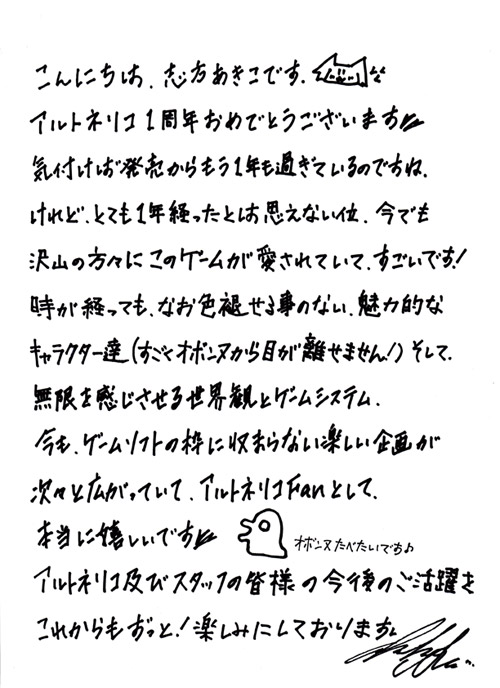 こんにちは、志方あきこです。
アルトネリコ1周年おめでとうございます
気付けば発売からもう1年も過ぎているのですね。
けれど、とても1年経ったとは思えない位、今でも
沢山の方々にこのゲームが愛されていて、すごいです!
時が経っても、なお色褪せる事のない、魅力的な
キャラクター達(すごくオボンヌから目が離せません!)そして、
無限を感じさせる世界観とゲームシステム、
今も、ゲームソフトの枠に収まらない楽しい企画が
次々と広がっていて、アルトネリコFanとして、
本当に嬉しいです
オボンヌたべたいでち♪
アルトネリコ及びスタッフの皆様の今後のご活躍を
これからもずっと!楽しみにしております。